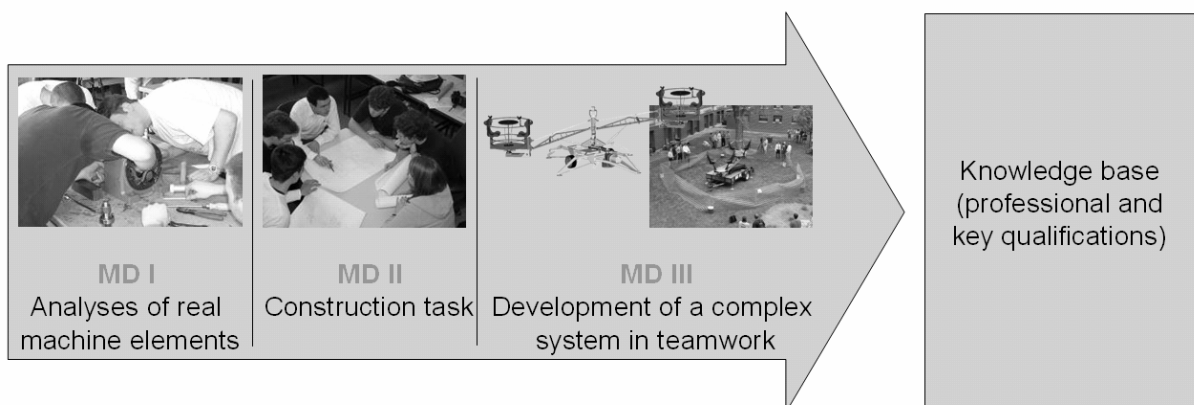 MD I
Analyses of real
machine elements
MD II
Construction task
MD III
Development of a complex
system in teamwork
Knowledge base
(professional and
key qualifications)